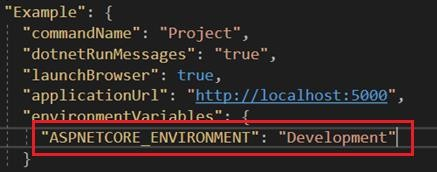 "Example": {
"commandName": "Project",
"dotnetRunMessages": "true",
"launchBrowser": true,
"applicationUrl": "http://localhost:5000",
"environmentVariables": {
"ASPNETCORE_ENVIRONMENT": "Development"
}